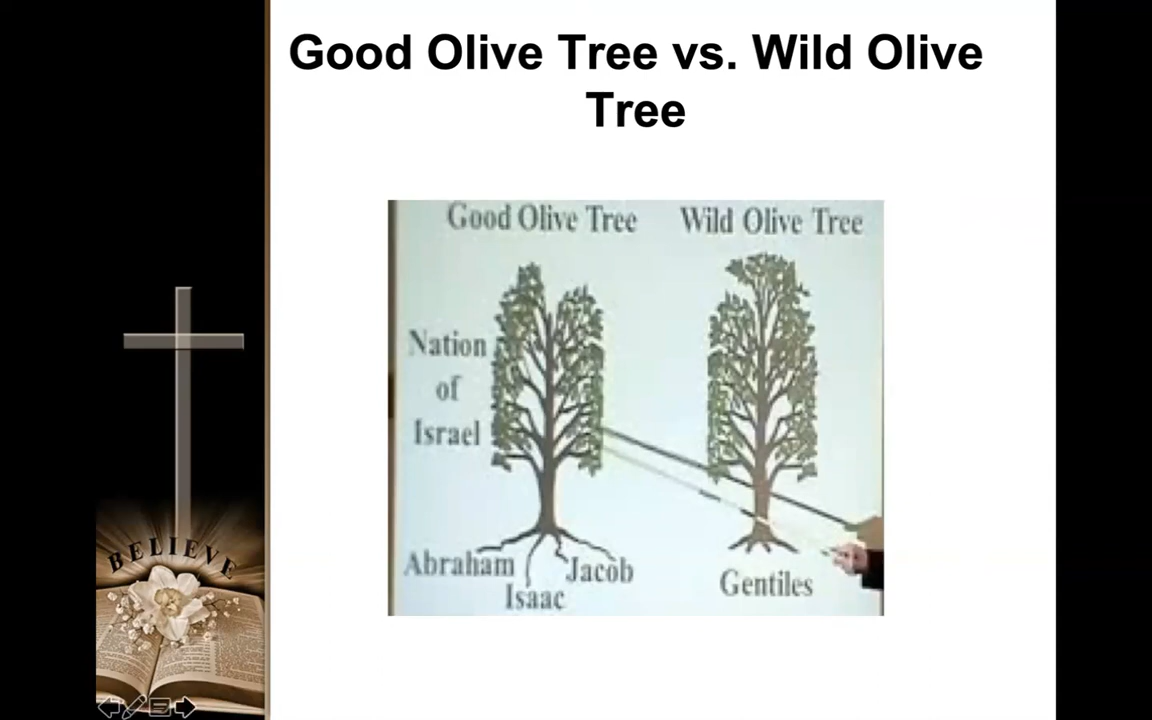 Good Olive Tree vs. Wild Olive
Tree
Good Olive Tree
Wild Olive Tree
Nation
of
Israel
Abraham
Isaac
Jacob
Gentiles
BELIEVE